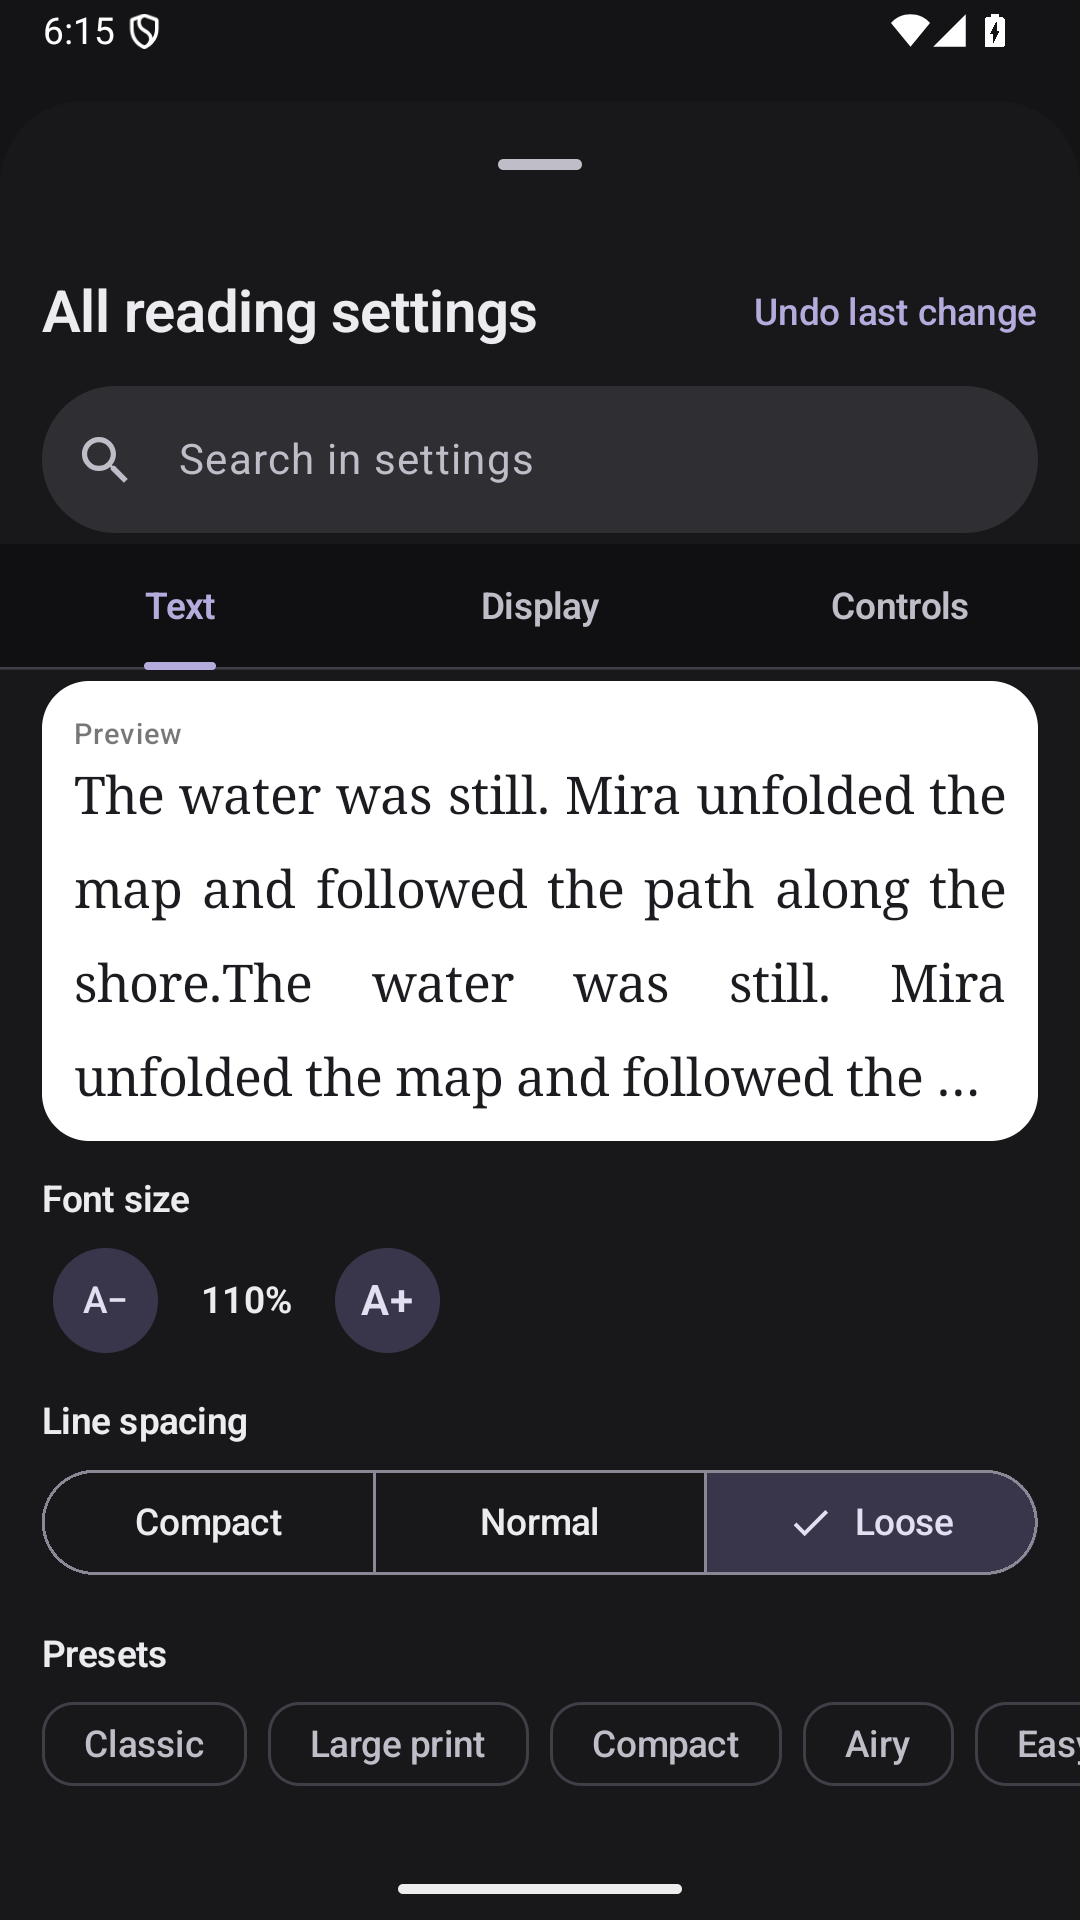 6:15
All reading settings
Undo last change
Search in settings
Text
Display
Controls
Preview
The water was still. Mira unfolded the
map and followed the path along the
shore.The water was still. Mira
unfolded the map and followed the ...
Font size
A−
110%
A+
Line spacing
Compact
Normal
Loose
Presets
Classic
Large print
Compact
Airy
Easy